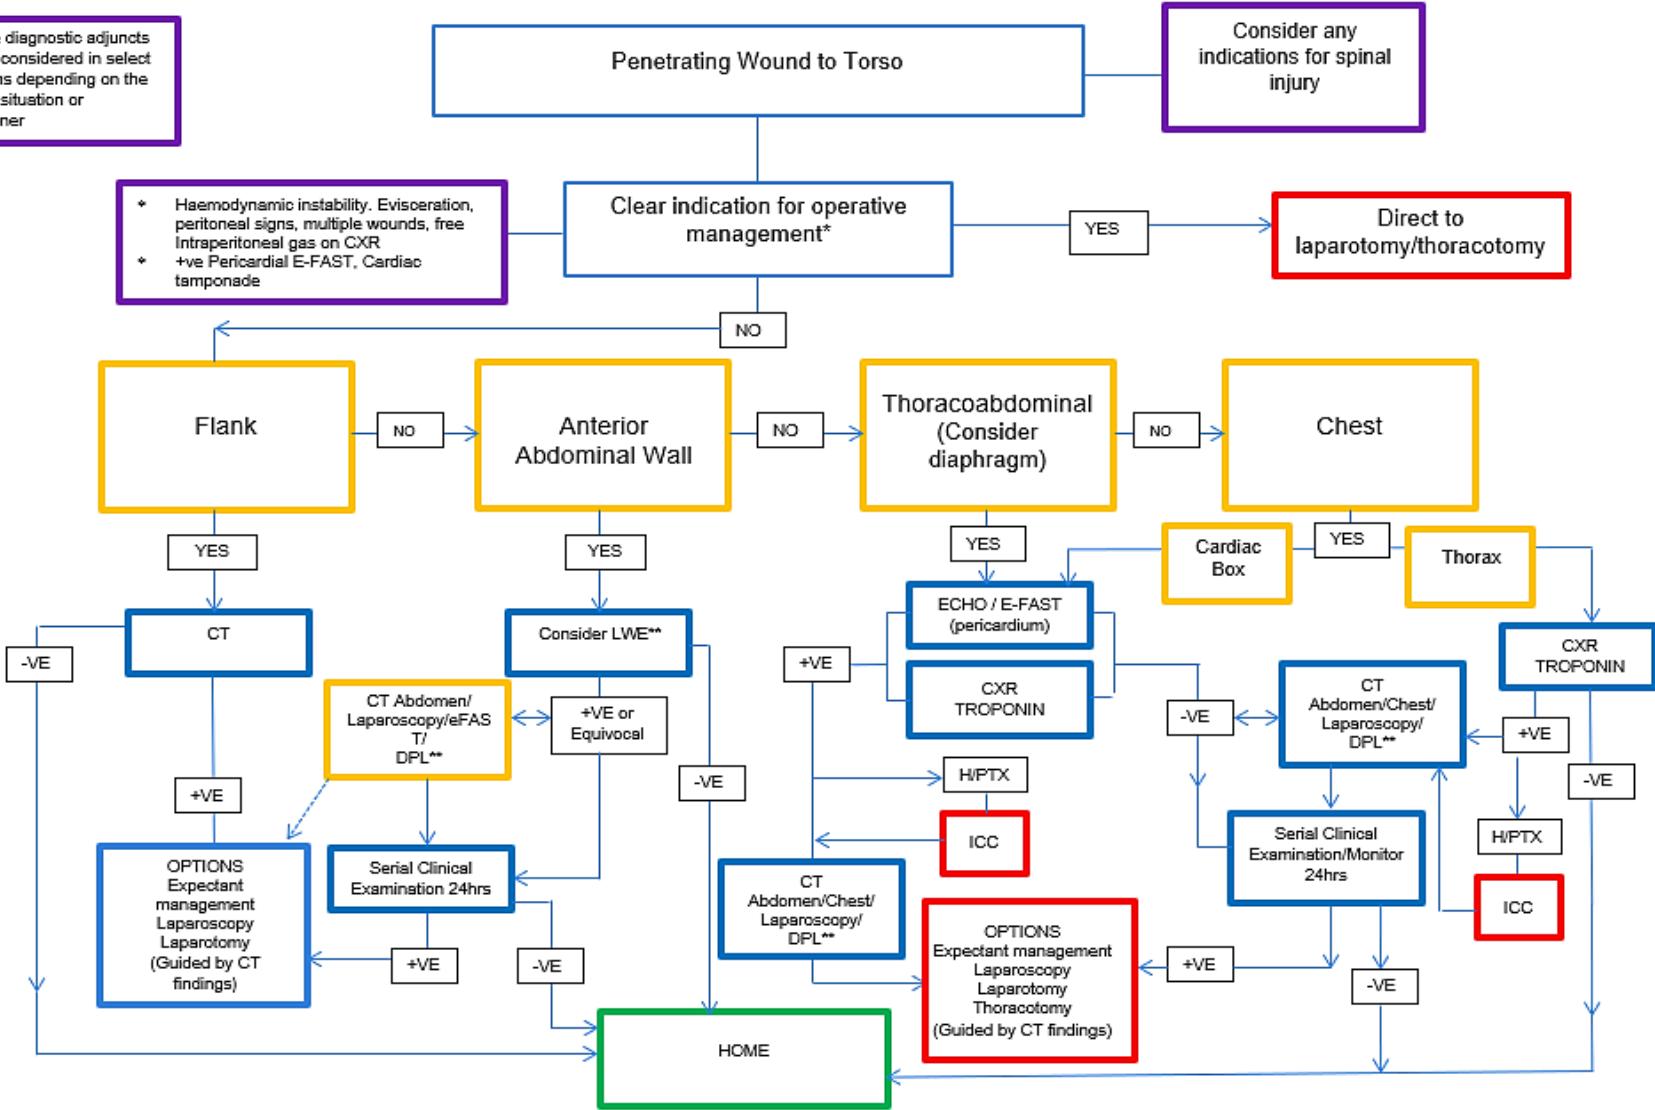 diagnostic adjuncts
considered in select
depending on the
situation or
Penetrating Wound to Torso
Consider any
indications for spinal
injury
* Haemodynamic instability. Evisceration,
peritoneal signs, multiple wounds, free
Intraperitoneal gas on CXR
* +ve Pericardial E-FAST, Cardiac
tamponade
Clear indication for operative
management*
YES
Direct to
laparotomy/thoracotomy
NO
Flank
NO
Anterior
Abdominal Wall
NO
Thoracoabdominal
(Consider
diaphragm)
NO
Chest
YES
YES
YES
Cardiac
Box
YES
Thorax
CT
Consider LWE**
ECHO / E-FAST
(pericardium)
CXR
TROPONIN
-VE
+VE
CT Abdomen/
Laparoscopy/eFAS
T/
DPL**
+VE or
Equivocal
CXR
TROPONIN
-VE
CT
Abdomen/Chest/
Laparoscopy/
DPL**
+VE
+VE
-VE
H/PTX
-VE
OPTIONS
Expectant
management
Laparoscopy
Laparotomy
(Guided by CT
findings)
Serial Clinical
Examination 24hrs
ICC
Serial Clinical
Examination/Monitor
24hrs
H/PTX
CT
Abdomen/Chest/
Laparoscopy/
DPL**
ICC
+VE
-VE
OPTIONS
Expectant management
Laparoscopy
Laparotomy
Thoracotomy
(Guided by CT findings)
+VE
-VE
HOME